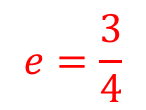 e = 3/4